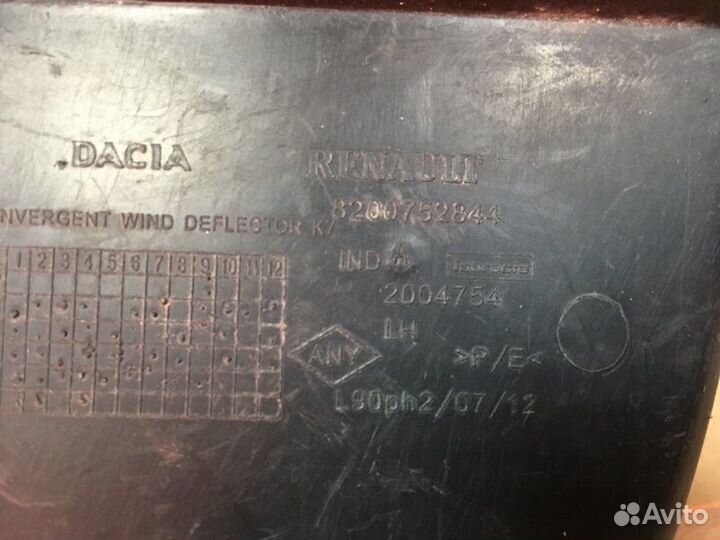 .DACIA RENAULT
NVERGENT WIND DEFLECTOR K7 8200752844
1 2 3 4 5 6 7 8 9 10 11 12 IND A
2004754
LH
ANY >P/E<
L90ph2/07/12
Avito